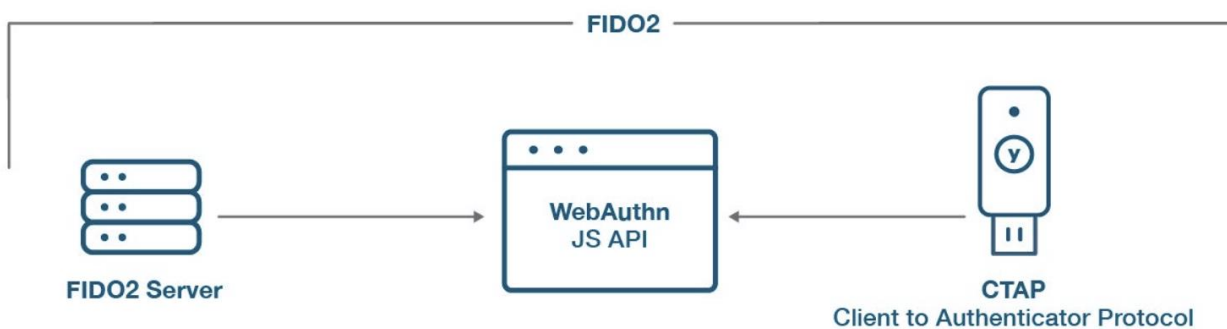 FIDO2
y
WebAuthn
JS API
FIDO2 Server
CTAP
Client to Authenticator Protocol